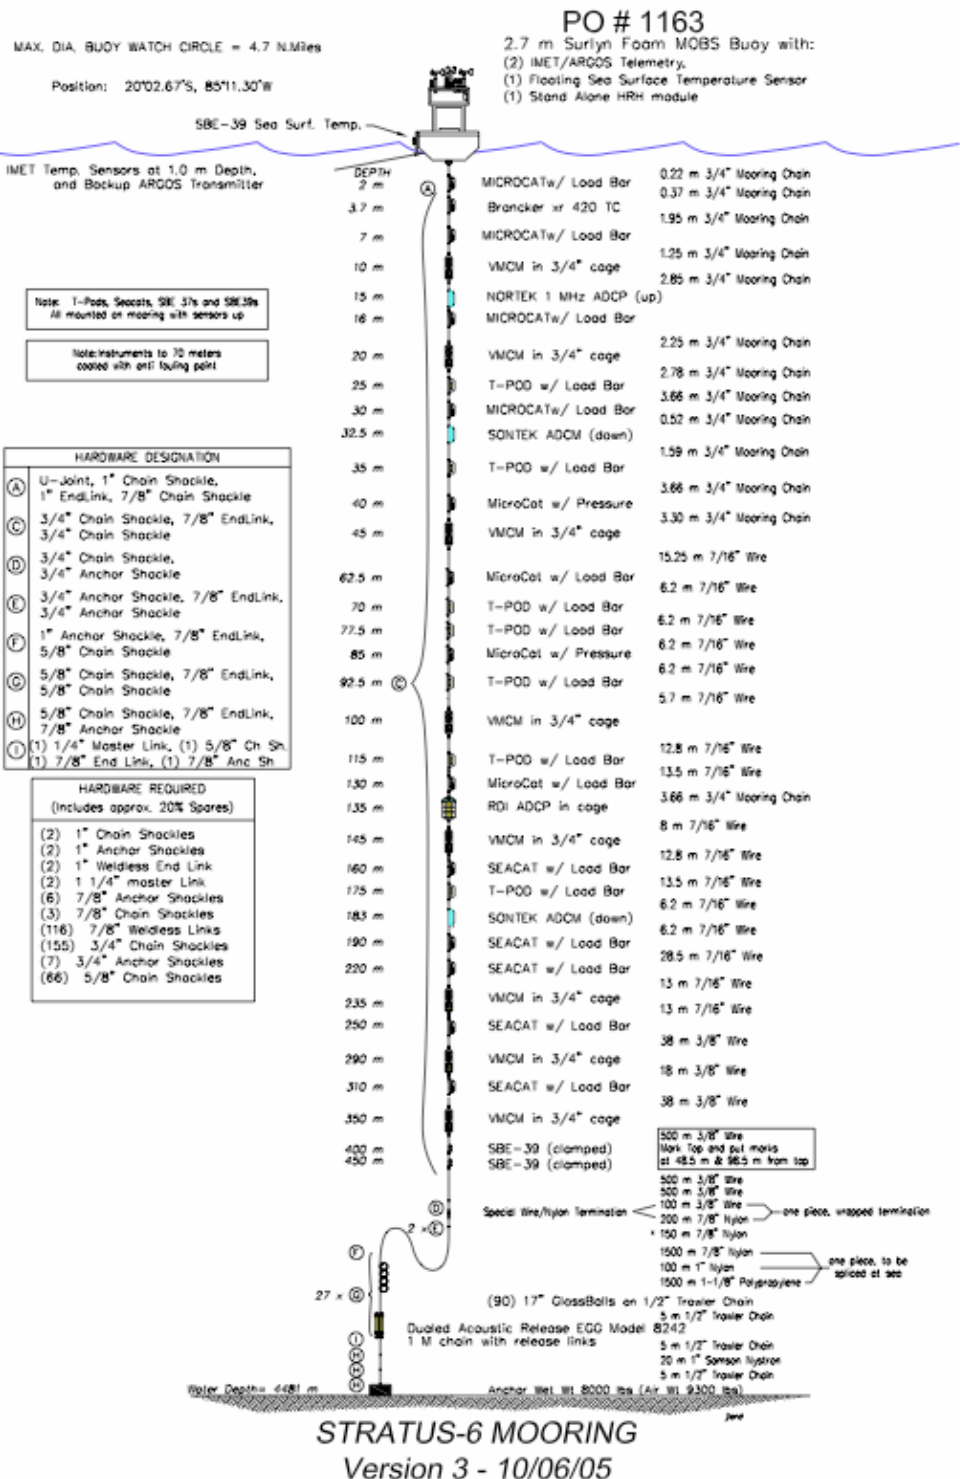 PO # 1163
MAX. DIA. BUOY WATCH CIRCLE = 4.7 N.Miles
Position: 20°02.67'S, 85°11.30'W
2.7 m Surlyn Foam MOBS Buoy with:
(2) IMET/ARGOS Telemetry,
(1) Floating Sea Surface Temperature Sensor
(1) Stand Alone HRH module
SBE-39 Sea Surf. Temp.
IMET Temp. Sensors at 1.0 m Depth,
and Backup ARGOS Transmitter
Note: T-Pods, Seacats, SBE 37s and SBE39s
All mounted on mooring with sensors up
Note:Instruments to 70 meters
coated with anti fouling paint
HARDWARE DESIGNATION
A U-Joint, 1" Chain Shackle,
1" EndLink, 7/8" Chain Shackle
C 3/4" Chain Shackle, 7/8" EndLink,
3/4" Chain Shackle
D 3/4" Chain Shackle,
3/4" Anchor Shackle
E 3/4" Anchor Shackle, 7/8" EndLink,
3/4" Anchor Shackle
F 1" Anchor Shackle, 7/8" EndLink,
5/8" Chain Shackle
G 5/8" Chain Shackle, 7/8" EndLink,
5/8" Chain Shackle
H 5/8" Chain Shackle, 7/8" EndLink,
7/8" Anchor Shackle
I (1) 1/4" Master Link, (1) 5/8" Ch Sh.
(1) 7/8" End Link, (1) 7/8" Anc Sh
HARDWARE REQUIRED
(Includes approx. 20% Spares)
(2) 1" Chain Shackles
(2) 1" Anchor Shackles
(2) 1" Weldless End Link
(2) 1 1/4" master Link
(6) 7/8" Anchor Shackles
(3) 7/8" Chain Shackles
(116) 7/8" Weldless Links
(155) 3/4" Chain Shackles
(7) 3/4" Anchor Shackles
(66) 5/8" Chain Shackles
DEPTH
0.22 m 3/4" Mooring Chain
2 m A MICROCATw/ Load Bar
0.37 m 3/4" Mooring Chain
3.7 m Brancker xr 420 TC
1.95 m 3/4" Mooring Chain
7 m MICROCATw/ Load Bar
1.25 m 3/4" Mooring Chain
10 m VMCM in 3/4" cage
2.85 m 3/4" Mooring Chain
15 m NORTEK 1 MHz ADCP (up)
16 m MICROCATw/ Load Bar
2.25 m 3/4" Mooring Chain
20 m VMCM in 3/4" cage
2.78 m 3/4" Mooring Chain
25 m T-POD w/ Load Bar
3.66 m 3/4" Mooring Chain
30 m MICROCATw/ Load Bar
0.52 m 3/4" Mooring Chain
32.5 m SONTEK ADCM (down)
1.59 m 3/4" Mooring Chain
35 m T-POD w/ Load Bar
3.66 m 3/4" Mooring Chain
40 m MicroCat w/ Pressure
3.30 m 3/4" Mooring Chain
45 m VMCM in 3/4" cage
15.25 m 7/16" Wire
62.5 m MicroCat w/ Load Bar
6.2 m 7/16" Wire
70 m T-POD w/ Load Bar
6.2 m 7/16" Wire
77.5 m T-POD w/ Load Bar
6.2 m 7/16" Wire
85 m MicroCat w/ Pressure
6.2 m 7/16" Wire
92.5 m C T-POD w/ Load Bar
5.7 m 7/16" Wire
100 m VMCM in 3/4" cage
12.8 m 7/16" Wire
115 m T-POD w/ Load Bar
13.5 m 7/16" Wire
130 m MicroCat w/ Load Bar
3.66 m 3/4" Mooring Chain
135 m RDI ADCP in cage
8 m 7/16" Wire
145 m VMCM in 3/4" cage
12.8 m 7/16" Wire
160 m SEACAT w/ Load Bar
13.5 m 7/16" Wire
175 m T-POD w/ Load Bar
6.2 m 7/16" Wire
183 m SONTEK ADCM (down)
6.2 m 7/16" Wire
190 m SEACAT w/ Load Bar
28.5 m 7/16" Wire
220 m SEACAT w/ Load Bar
13 m 7/16" Wire
235 m VMCM in 3/4" cage
13 m 7/16" Wire
250 m SEACAT w/ Load Bar
38 m 3/8" Wire
290 m VMCM in 3/4" cage
18 m 3/8" Wire
310 m SEACAT w/ Load Bar
38 m 3/8" Wire
350 m VMCM in 3/4" cage
500 m 3/8" Wire
Mark Top and put marks
at 48.5 m & 98.5 m from top
400 m SBE-39 (clamped)
450 m SBE-39 (clamped)
500 m 3/8" Wire
500 m 3/8" Wire
100 m 3/8" Wire
D Special Wire/Nylon Termination
200 m 7/8" Nylon
one piece, wrapped termination
2 x E
* 150 m 7/8" Nylon
1500 m 7/8" Nylon
100 m 1" Nylon
1500 m 1-1/8" Polypropylene
one piece, to be
spliced at sea
F
27 x G
(90) 17" GlassBalls on 1/2" Trawler Chain
5 m 1/2" Trawler Chain
Dualed Acoustic Release EGG Model 8242
1 M chain with release links
I
5 m 1/2" Trawler Chain
H
20 m 1" Samson Nystron
H
5 m 1/2" Trawler Chain
H
Water Depth= 4481 m
Anchor Wet Wt 8000 lbs (Air Wt 9300 lbs)
STRATUS-6 MOORING
Version 3 - 10/06/05